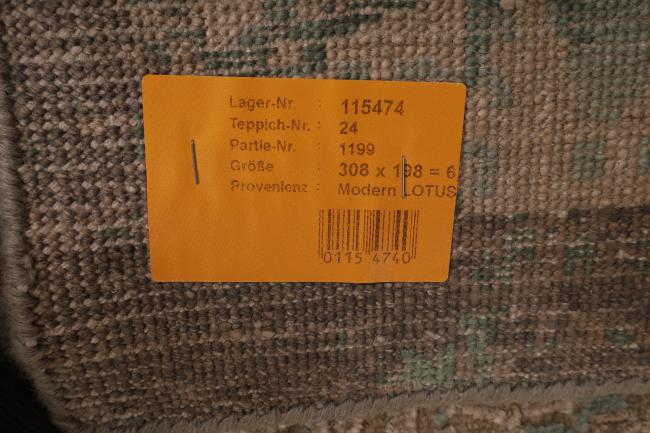 Lager-Nr. : 115474
Teppich-Nr. : 24
Partie-Nr. : 1199
Größe : 308 x 198 = 6
Provenienz : Modern LOTUS
0115 4740